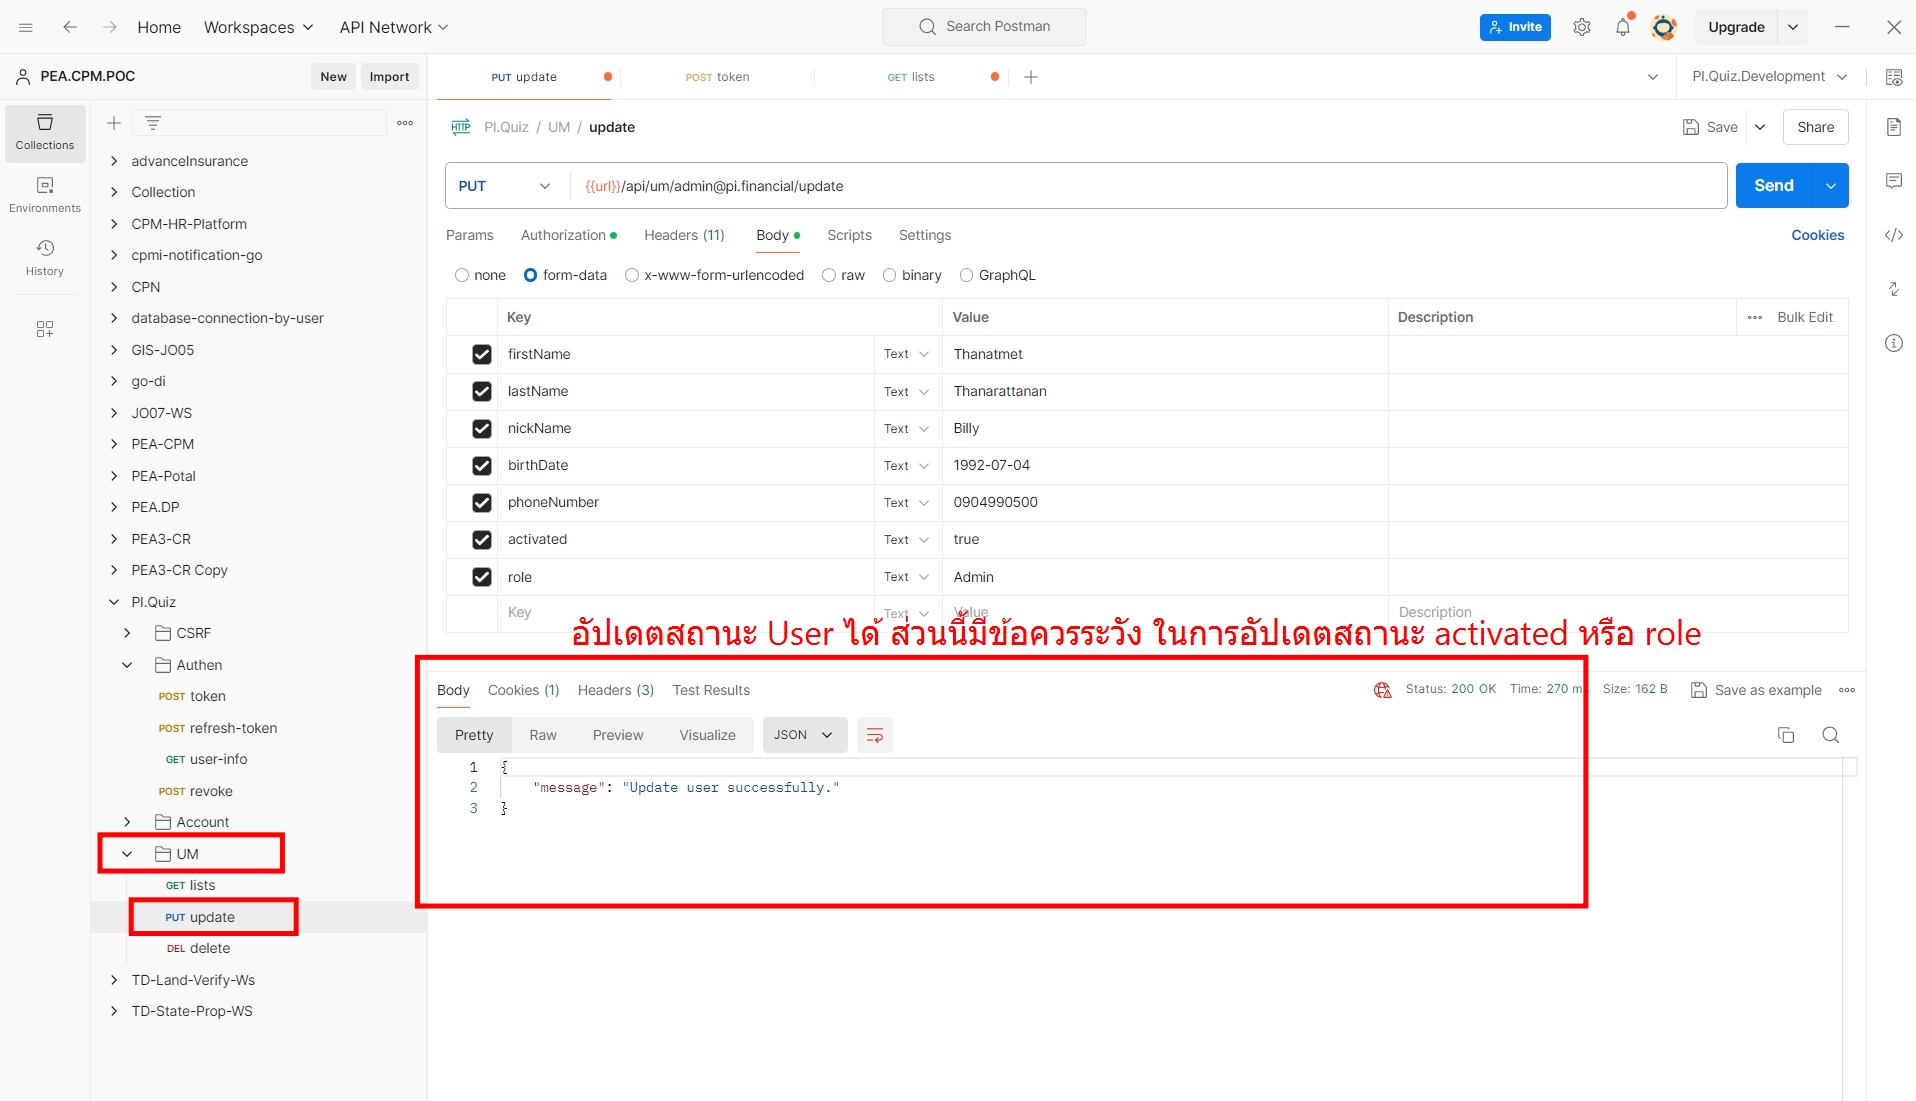 Home Workspaces API Network Search Postman Invite Upgrade
PEA.CPM.POC New Import PUT update POST token GET lists PI.Quiz.Development
Collections
Environments
History
advanceInsurance
Collection
CPM-HR-Platform
cpmi-notification-go
CPN
database-connection-by-user
GIS-JO05
go-di
JO07-WS
PEA-CPM
PEA-Potal
PEA.DP
PEA3-CR
PEA3-CR Copy
PI.Quiz
CSRF
Authen
POST token
POST refresh-token
GET user-info
POST revoke
Account
UM
GET lists
PUT update
DEL delete
TD-Land-Verify-Ws
TD-State-Prop-WS
HTTP PI.Quiz / UM / update Save Share
PUT {{url}}/api/um/admin@pi.financial/update Send
Params Authorization Headers (11) Body Scripts Settings Cookies
none form-data x-www-form-urlencoded raw binary GraphQL
Key Value Description Bulk Edit
firstName Text Thanatmet
lastName Text Thanarattanan
nickName Text Billy
birthDate Text 1992-07-04
phoneNumber Text 0904990500
activated Text true
role Text Admin
Key Text Value Description
อัปเดตสถานะ User ได้ ส่วนนี้มีข้อควรระวัง ในการอัปเดตสถานะ activated หรือ role
Body Cookies (1) Headers (3) Test Results Status: 200 OK Time: 270 ms Size: 162 B Save as example
Pretty Raw Preview Visualize JSON
1 {
2 "message": "Update user successfully."
3 }